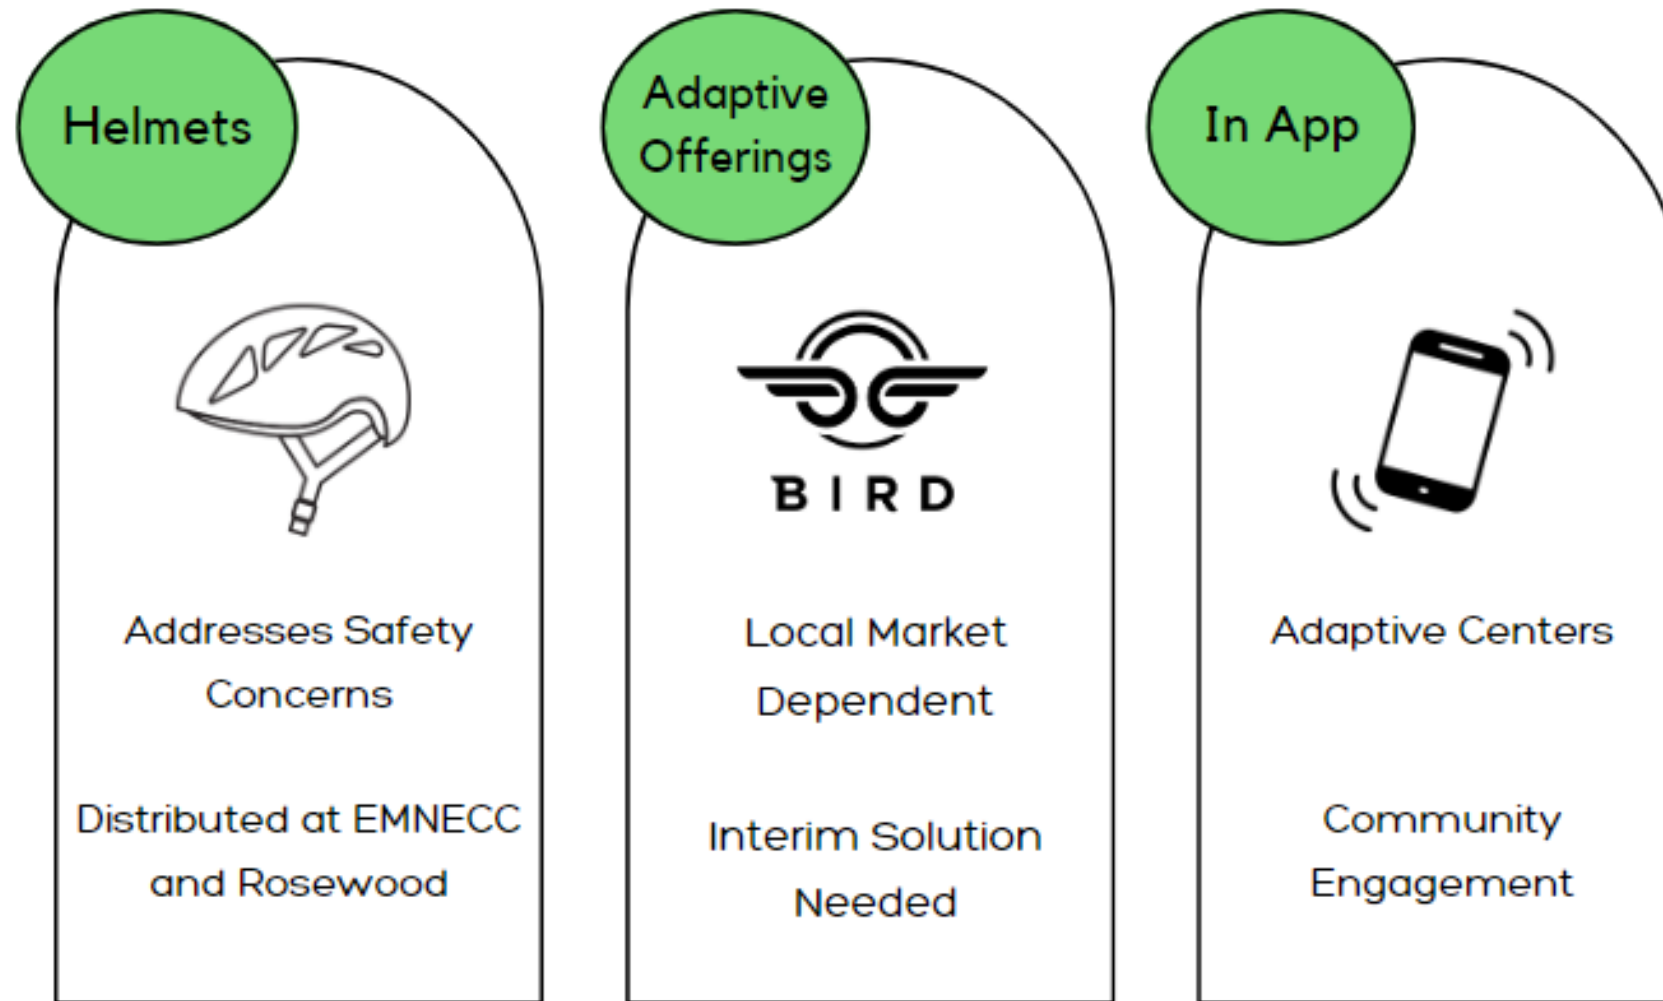 Helmets
Addresses Safety
Concerns
Distributed at EMNECC
and Rosewood
Adaptive
Offerings
BIRD
Local Market
Dependent
Interim Solution
Needed
In App
Adaptive Centers
Community
Engagement